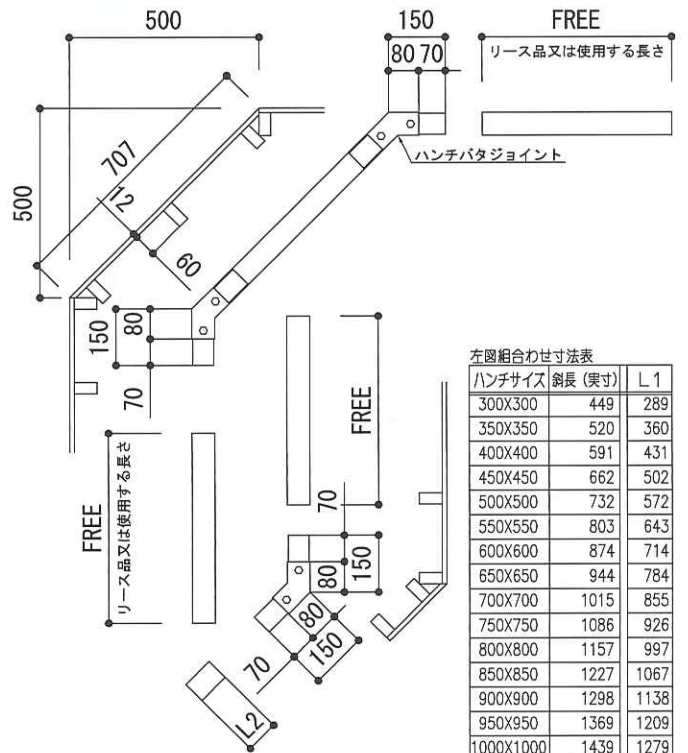 500
150
FREE
80 70
リース品又は使用する長さ
707
12
60
500
ハンチバタジョイント
150
80
70
FREE
リース品又は使用する長さ
FREE
70
80
150
80
150
70
L2
左図組合わせ寸法表
ハンチサイズ 斜長(実寸) L1
300X300 449 289
350X350 520 360
400X400 591 431
450X450 662 502
500X500 732 572
550X550 803 643
600X600 874 714
650X650 944 784
700X700 1015 855
750X750 1086 926
800X800 1157 997
850X850 1227 1067
900X900 1298 1138
950X950 1369 1209
1000X1000 1439 1279